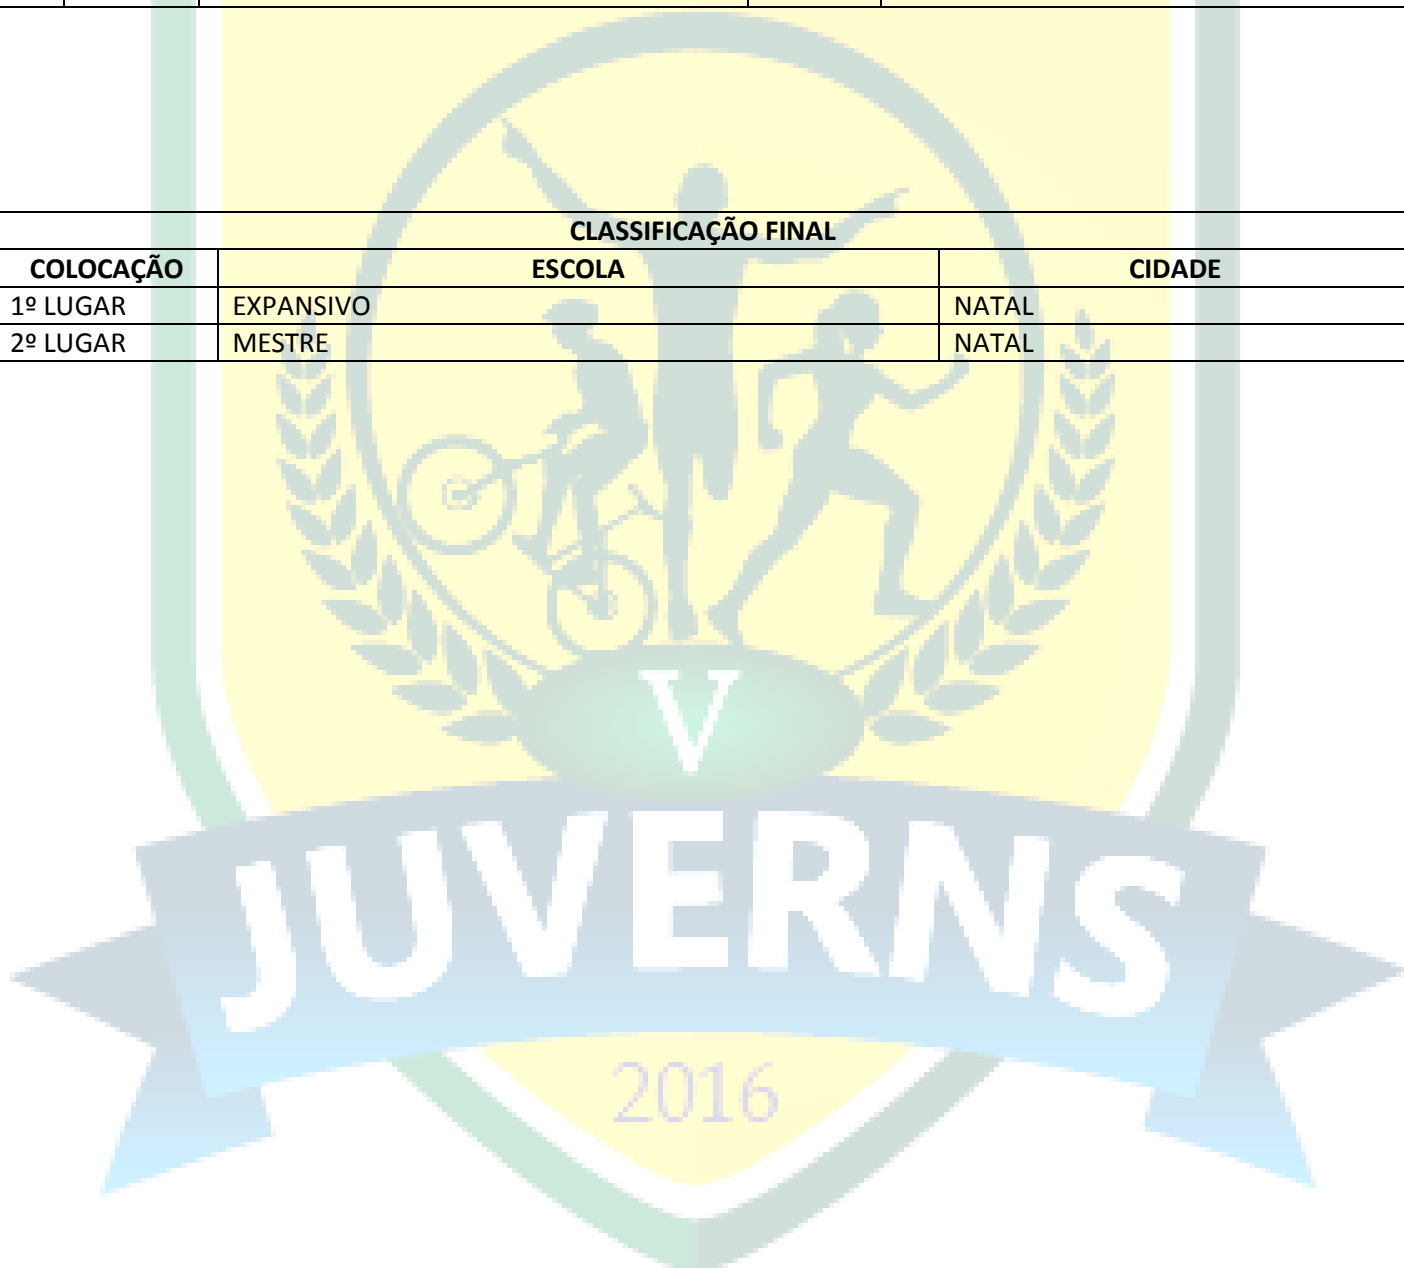 CLASSIFICAÇÃO FINAL
COLOCAÇÃO ESCOLA CIDADE
1º LUGAR EXPANSIVO NATAL
2º LUGAR MESTRE NATAL
V
JUVERNS
2016